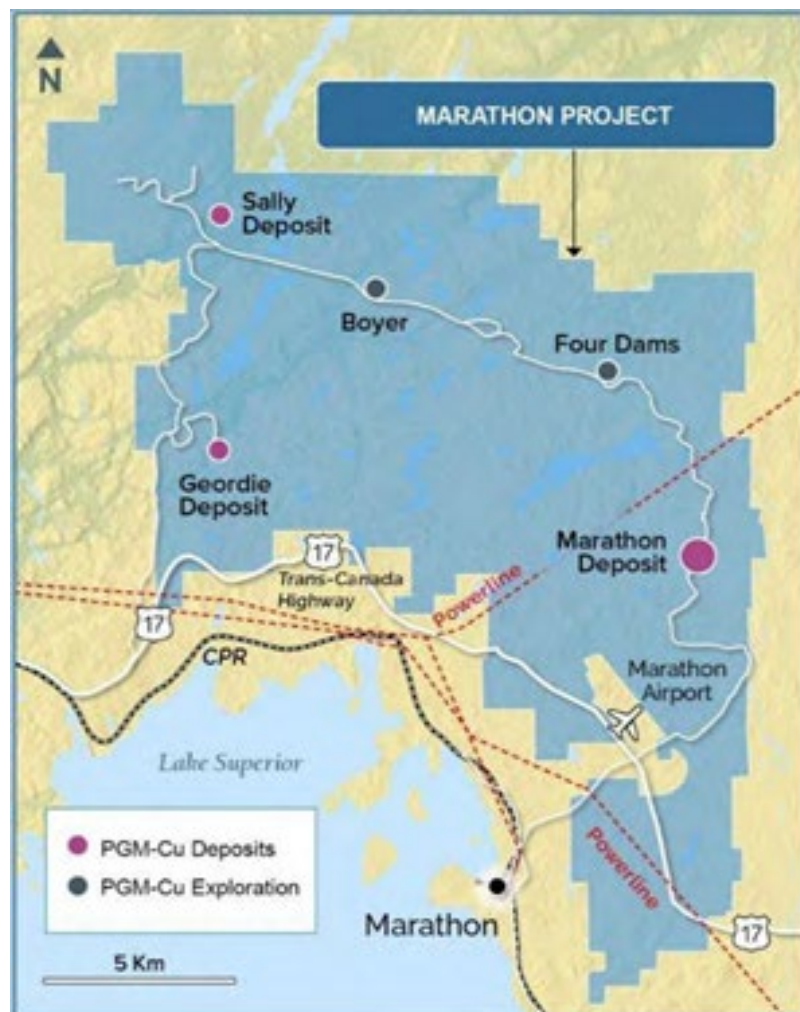 N
MARATHON PROJECT
Sally
Deposit
Boyer
Four Dams
Geordie
Deposit
17
Trans-Canada
Highway
Marathon
Deposit
Powerline
17
CPR
Marathon
Airport
Lake Superior
PGM-Cu Deposits
PGM-Cu Exploration
Powerline
Marathon
17
5 Km